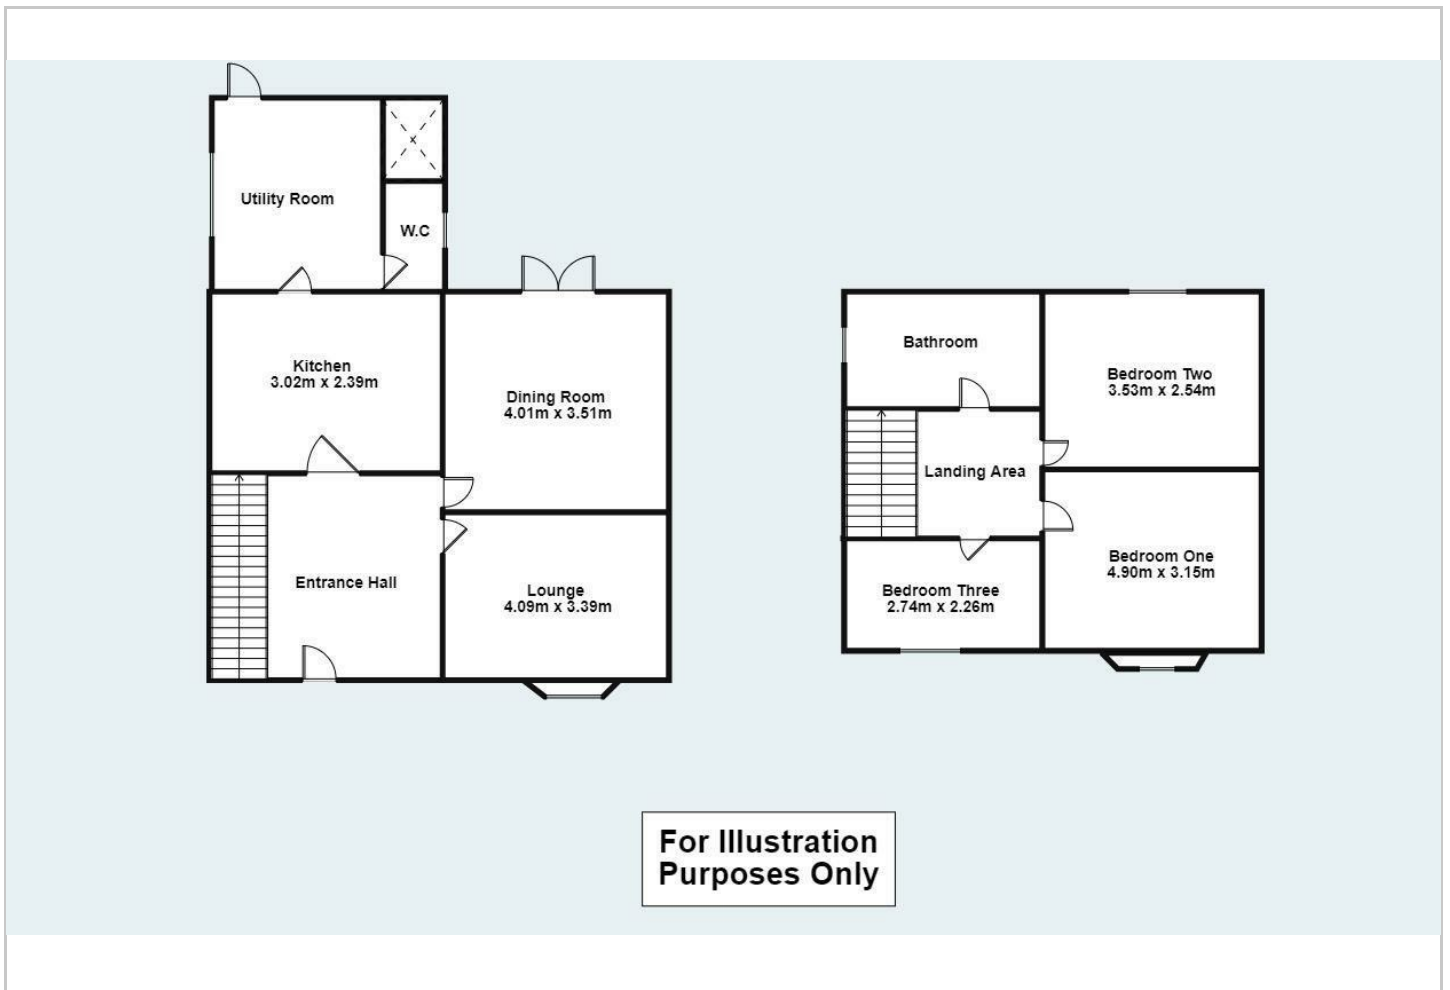 Utility Room
W.C
Kitchen
3.02m x 2.39m
Dining Room
4.01m x 3.51m
Entrance Hall
Lounge
4.09m x 3.39m
Bathroom
Bedroom Two
3.53m x 2.54m
Landing Area
Bedroom One
4.90m x 3.15m
Bedroom Three
2.74m x 2.26m
For Illustration
Purposes Only